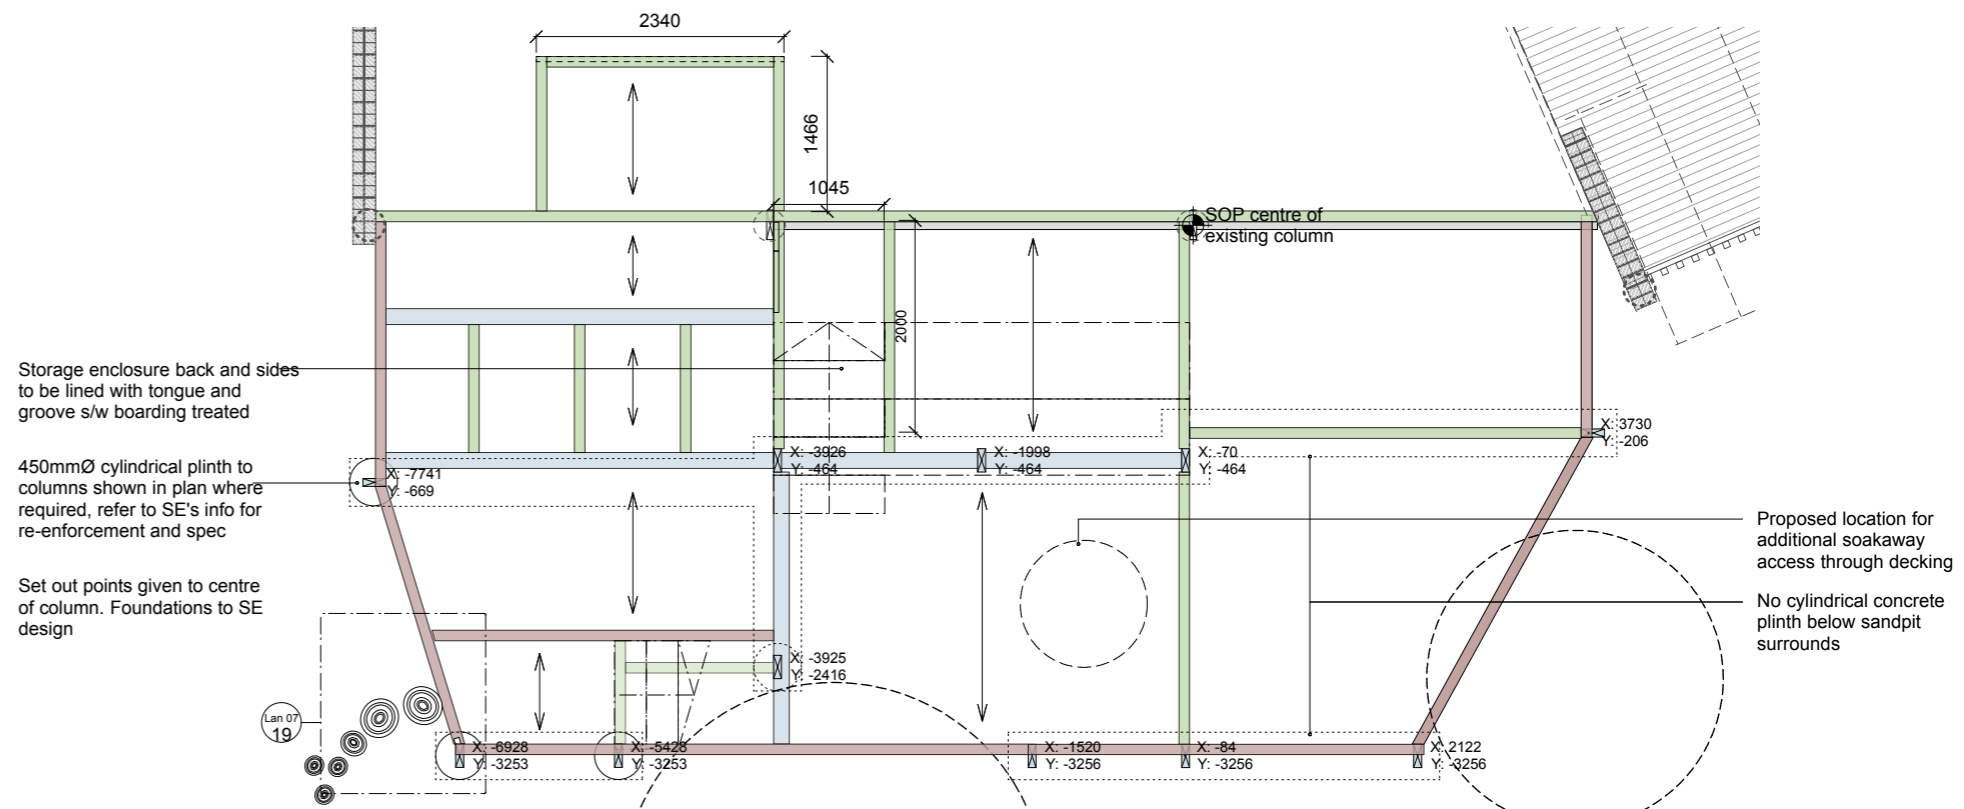 2340
1466
1045
SOP centre of
existing column
2000
Storage enclosure back and sides
to be lined with tongue and
groove s/w boarding treated
450mmØ cylindrical plinth to
columns shown in plan where
required, refer to SE's info for
re-enforcement and spec
Set out points given to centre
of column. Foundations to SE
design
X: -7741
Y: -669
X: -3926
Y: -464
X: -1998
Y: -464
X: -70
Y: -464
X: 3730
Y: -206
Proposed location for
additional soakaway
access through decking
No cylindrical concrete
plinth below sandpit
surrounds
X: -3925
Y: -2416
Lan 07
19
X: -6928
Y: -3253
X: -5428
Y: -3253
X: -1520
Y: -3256
X: -84
Y: -3256
X: 2122
Y: -3256